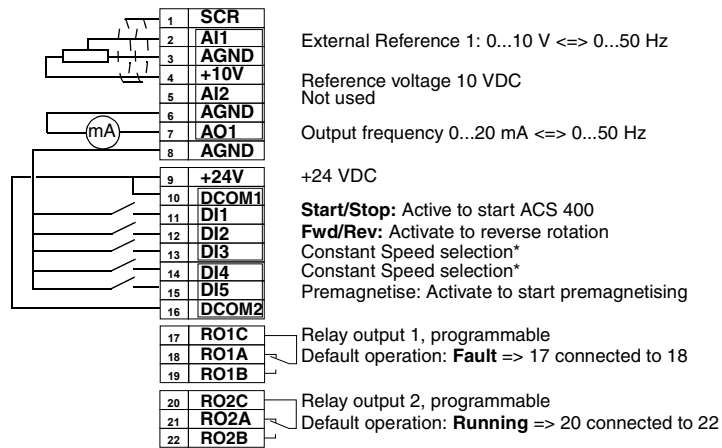 1 SCR
2 AI1 External Reference 1: 0...10 V <=> 0...50 Hz
3 AGND
4 +10V Reference voltage 10 VDC
5 AI2 Not used
6 AGND
mA 7 AO1 Output frequency 0...20 mA <=> 0...50 Hz
8 AGND
9 +24V +24 VDC
10 DCOM1
11 DI1 Start/Stop: Active to start ACS 400
12 DI2 Fwd/Rev: Activate to reverse rotation
13 DI3 Constant Speed selection*
14 DI4 Constant Speed selection*
15 DI5 Premagnetise: Activate to start premagnetising
16 DCOM2
17 RO1C Relay output 1, programmable
18 RO1A Default operation: Fault => 17 connected to 18
19 RO1B
20 RO2C Relay output 2, programmable
21 RO2A Default operation: Running => 20 connected to 22
22 RO2B